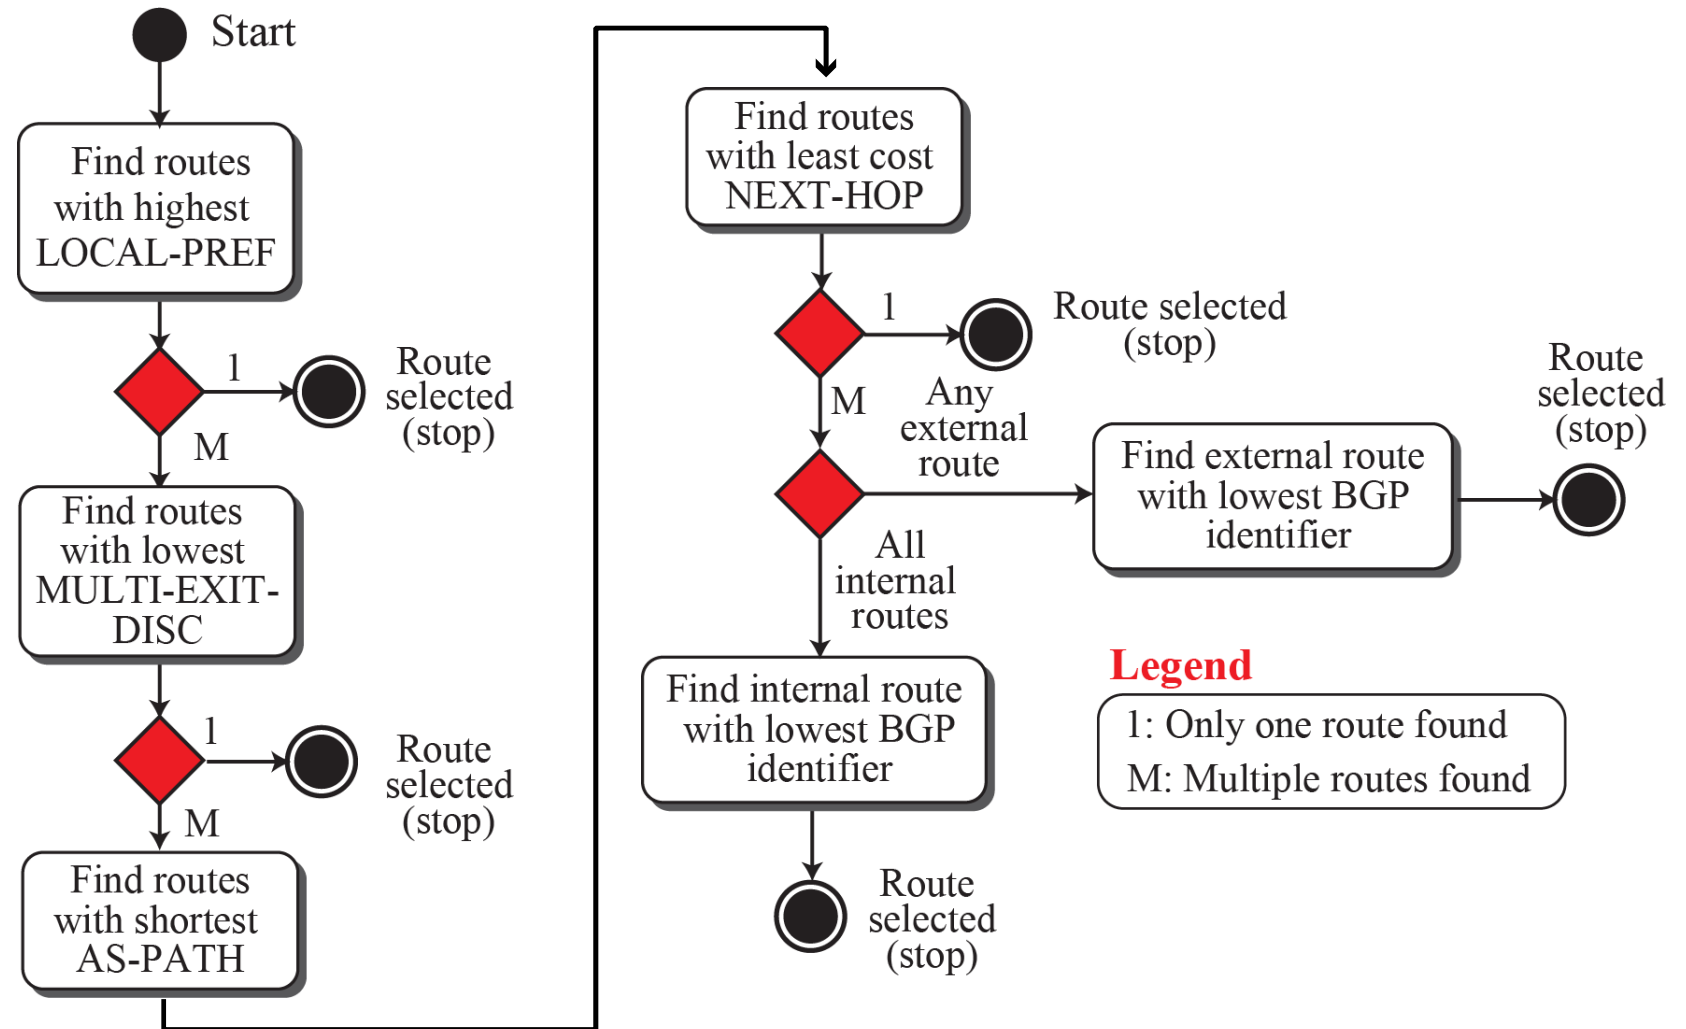 Start
Find routes
with highest
LOCAL-PREF
1
Route
selected
(stop)
M
Find routes
with lowest
MULTI-EXIT-
DISC
1
Route
selected
(stop)
M
Find routes
with shortest
AS-PATH
Find routes
with least cost
NEXT-HOP
1
Route selected
(stop)
M
Any
external
route
Find external route
with lowest BGP
identifier
Route
selected
(stop)
All
internal
routes
Find internal route
with lowest BGP
identifier
Route
selected
(stop)
Legend
1: Only one route found
M: Multiple routes found